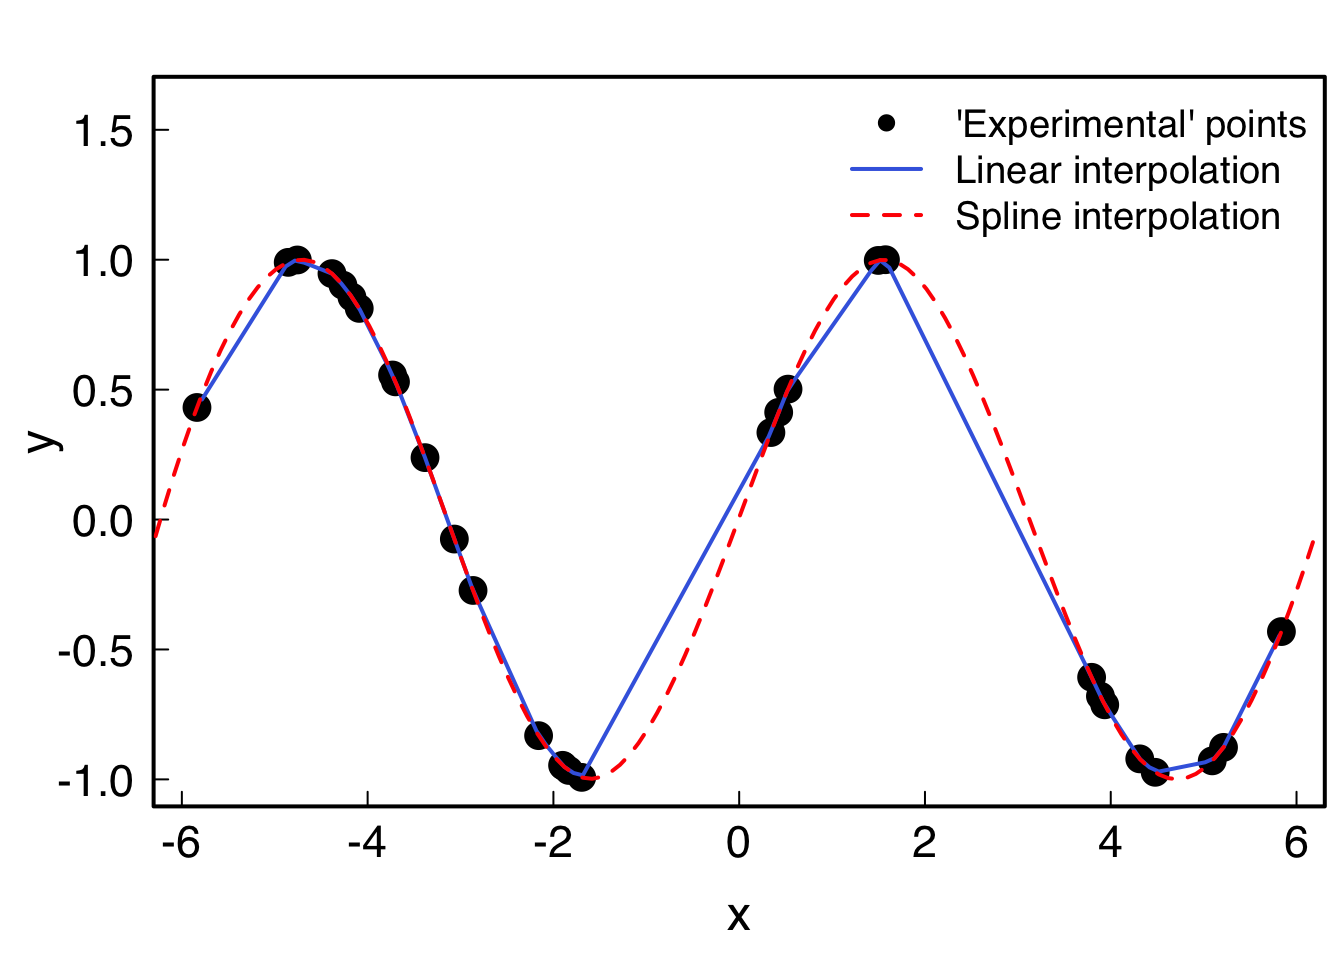 'Experimental' points
Linear interpolation
Spline interpolation
1.5
1.0
0.5
0.0
-0.5
-1.0
y
-6 -4 -2 0 2 4 6
x